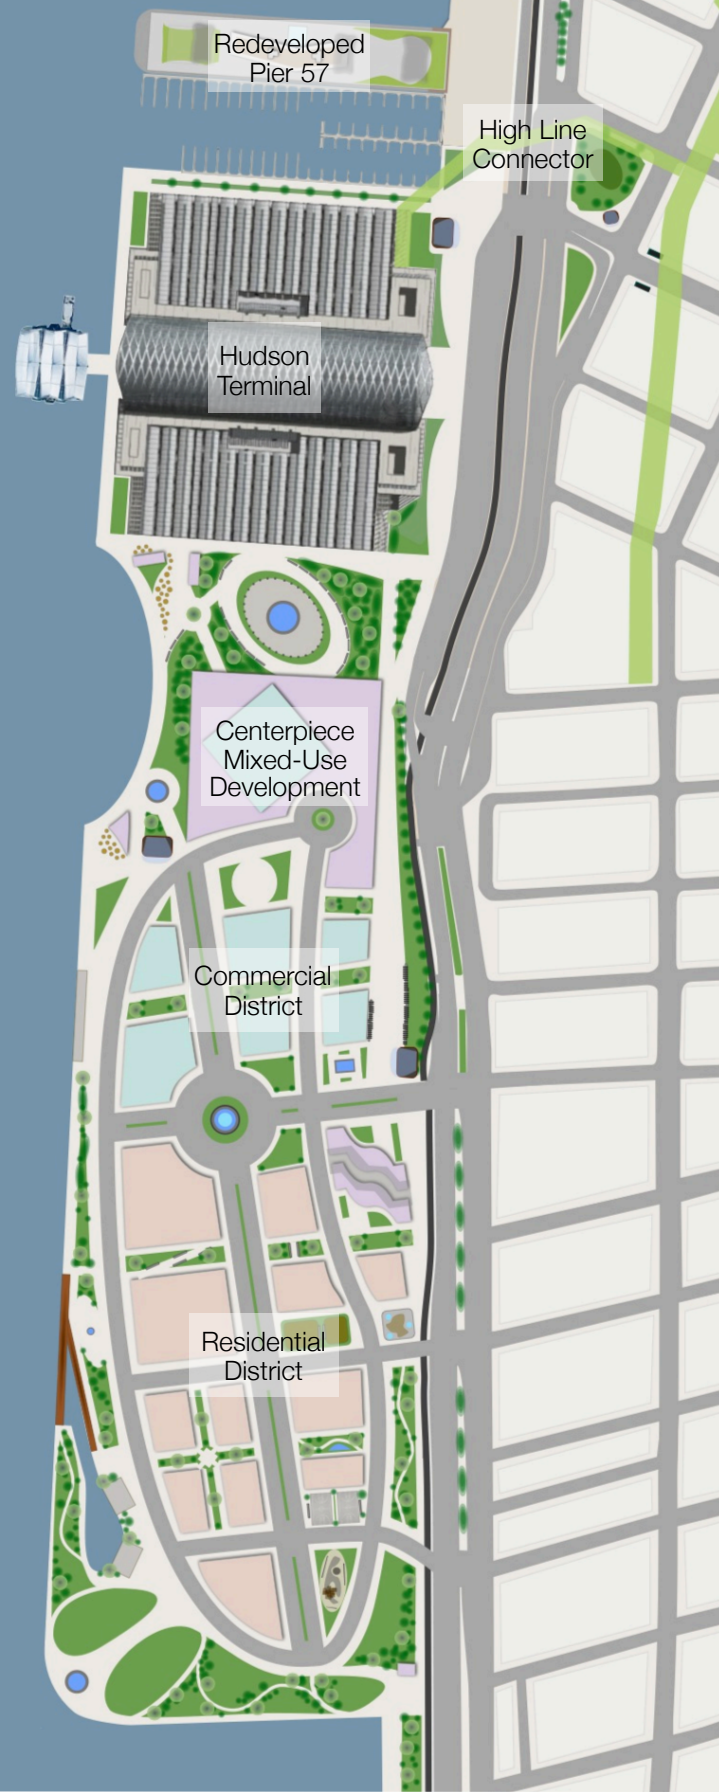 Redeveloped
Pier 57
High Line
Connector
Hudson
Terminal
Centerpiece
Mixed-Use
Development
Commercial
District
Residential
District